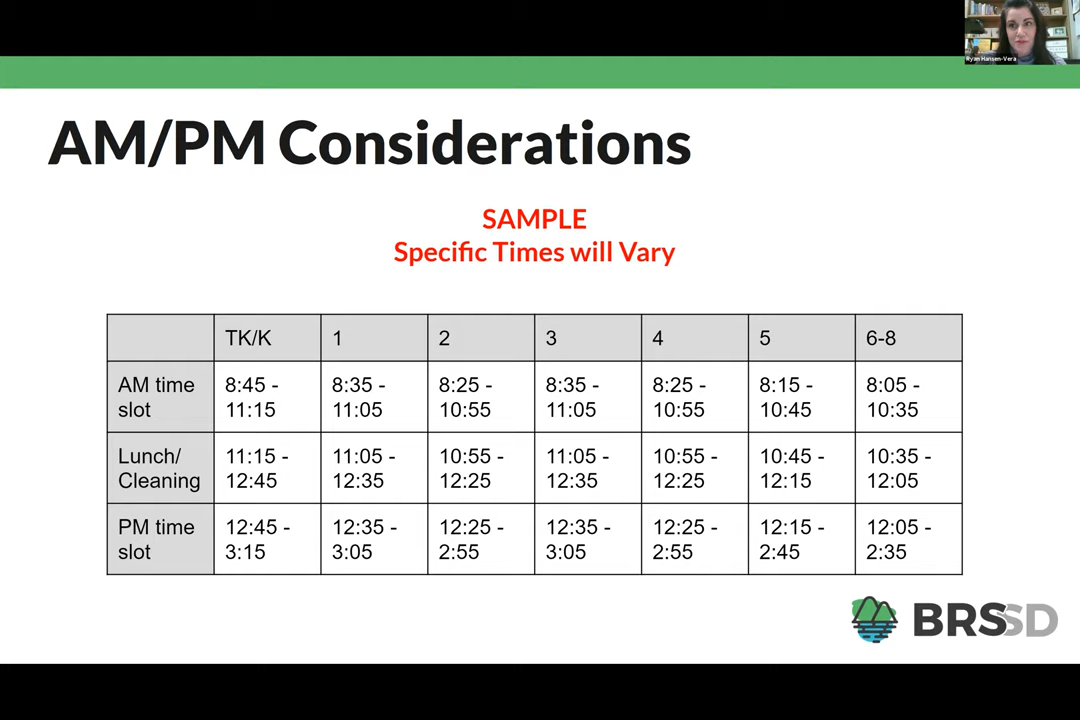 Ryan Hansen-Vera
AM/PM Considerations
SAMPLE
Specific Times will Vary
TK/K 1 2 3 4 5 6-8
AM time 8:45 - 8:35 - 8:25 - 8:35 - 8:25 - 8:15 - 8:05 -
slot 11:15 11:05 10:55 11:05 10:55 10:45 10:35
Lunch/ 11:15 - 11:05 - 10:55 - 11:05 - 10:55 - 10:45 - 10:35 -
Cleaning 12:45 12:35 12:25 12:35 12:25 12:15 12:05
PM time 12:45 - 12:35 - 12:25 - 12:35 - 12:25 - 12:15 - 12:05 -
slot 3:15 3:05 2:55 3:05 2:55 2:45 2:35
BRSSD